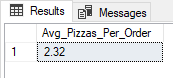 Results Messages
Avg_Pizzas_Per_Order
1 2.32